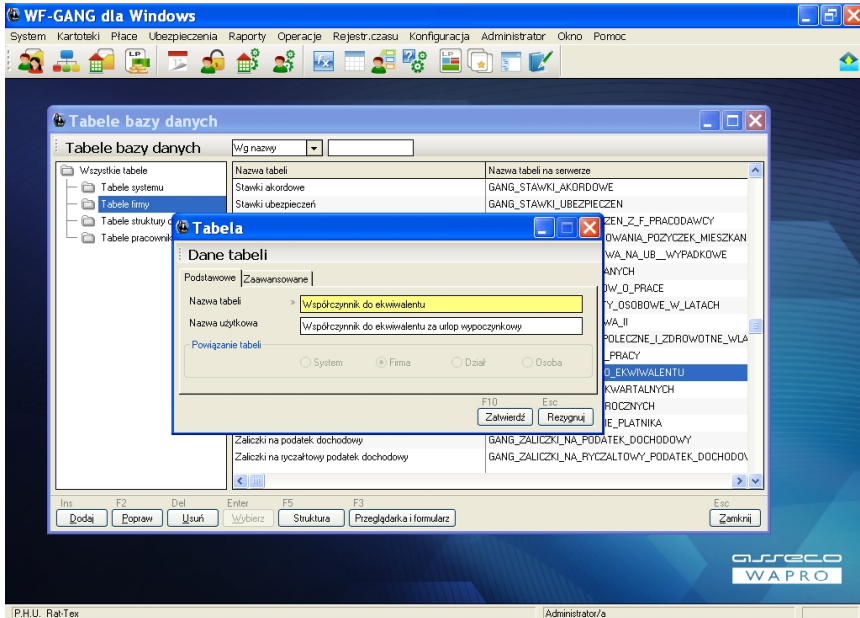 WF-GANG dla Windows
System Kartoteki Płace Ubezpieczenia Raporty Operacje Rejestr.czasu Konfiguracja Administrator Okno Pomoc
Tabele bazy danych
Tabele bazy danych Wg nazwy
Wszystkie tabele
Tabele systemu
Tabele firmy
Tabele struktury
Nazwa tabeli Nazwa tabeli na serwerze
Stawki akordowe GANG_STAWKI_AKORDOWE
Stawki ubezpieczeń GANG_STAWKI_UBEZPIECZEN
ZEN_Z_F_PRACODAWCY
OWANIA_POZYCZEK_MIESZKAN
WA_NA_UB__WYPADKOWE
ANYCH
OW_O_PRACE
TY_OSOBOWE_W_LATACH
WA_II
POLECZNE_I_ZDROWOTNE_WLA
_PRACY
O_EKWIWALENTU
KWARTALNYCH
ROCZNYCH
IE_PLATNIKA
Zaliczki na podatek dochodowy GANG_ZALICZKI_NA_PODATEK_DOCHODOWY
Zaliczki na ryczałtowy podatek dochodowy GANG_ZALICZKI_NA_RYCZALTOWY_PODATEK_DOCHODOW
Tabela
Dane tabeli
Podstawowe Zaawansowane
Nazwa tabeli » Współczynnik do ekwiwalentu
Nazwa użytkowa Współczynnik do ekwiwalentu za urlop wypoczynkowy
Powiązanie tabeli
System Firma Dział Osoba
F10 Esc
Zatwierdź Rezygnuj
Ins F2 Del Enter F5 F3 Esc
Dodaj Popraw Usuń Wybierz Struktura Przeglądarka i formularz Zamknij
asseco
WAPRO
P.H.U. Rat-Tex Administrator/a